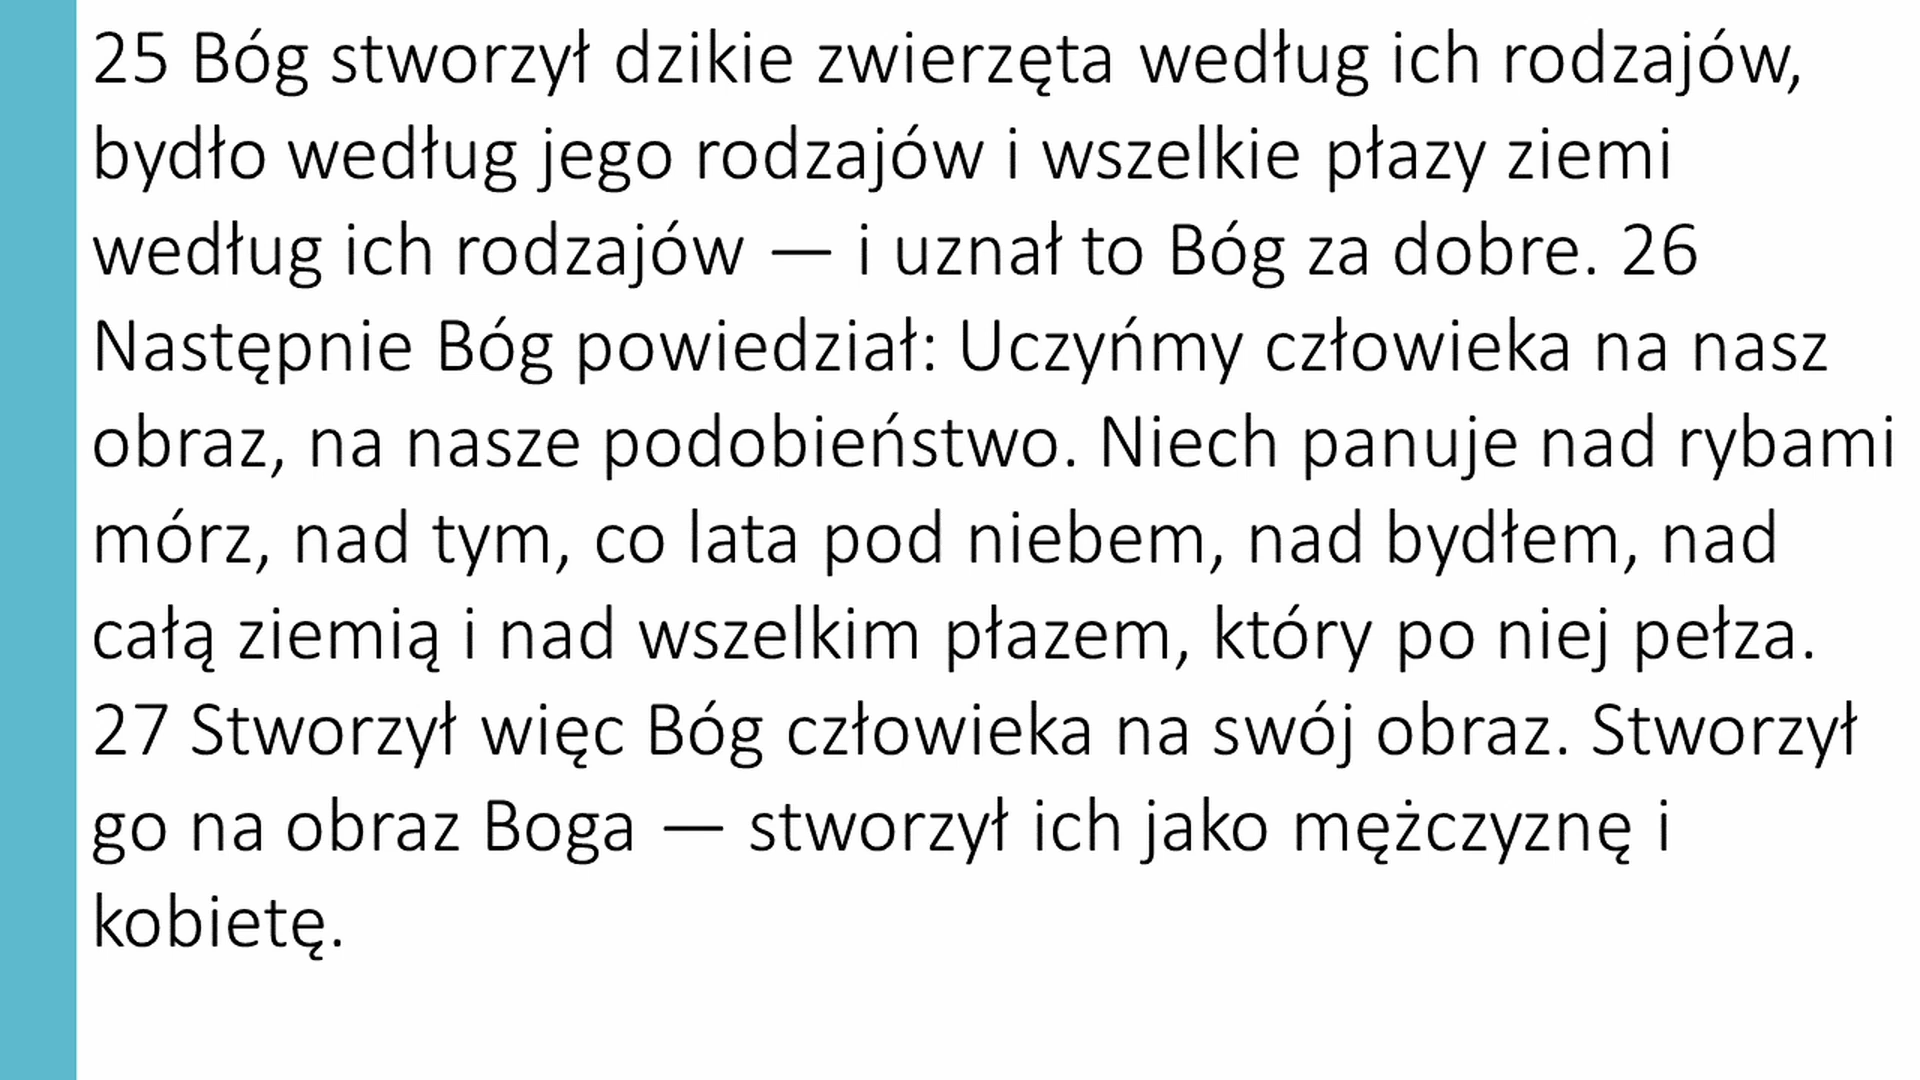 25 Bóg stworzył dzikie zwierzęta według ich rodzajów,
bydło według jego rodzajów i wszelkie płazy ziemi
według ich rodzajów — i uznał to Bóg za dobre. 26
Następnie Bóg powiedział: Uczyńmy człowieka na nasz
obraz, na nasze podobieństwo. Niech panuje nad rybami
mórz, nad tym, co lata pod niebem, nad bydłem, nad
całą ziemią i nad wszelkim płazem, który po niej pełza.
27 Stworzył więc Bóg człowieka na swój obraz. Stworzył
go na obraz Boga — stworzył ich jako mężczyznę i
kobietę.